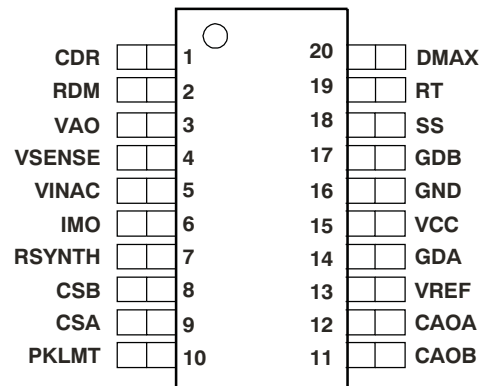 CDR 1 20 DMAX
RDM 2 19 RT
VAO 3 18 SS
VSENSE 4 17 GDB
VINAC 5 16 GND
IMO 6 15 VCC
RSYNTH 7 14 GDA
CSB 8 13 VREF
CSA 9 12 CAOA
PKLMT 10 11 CAOB